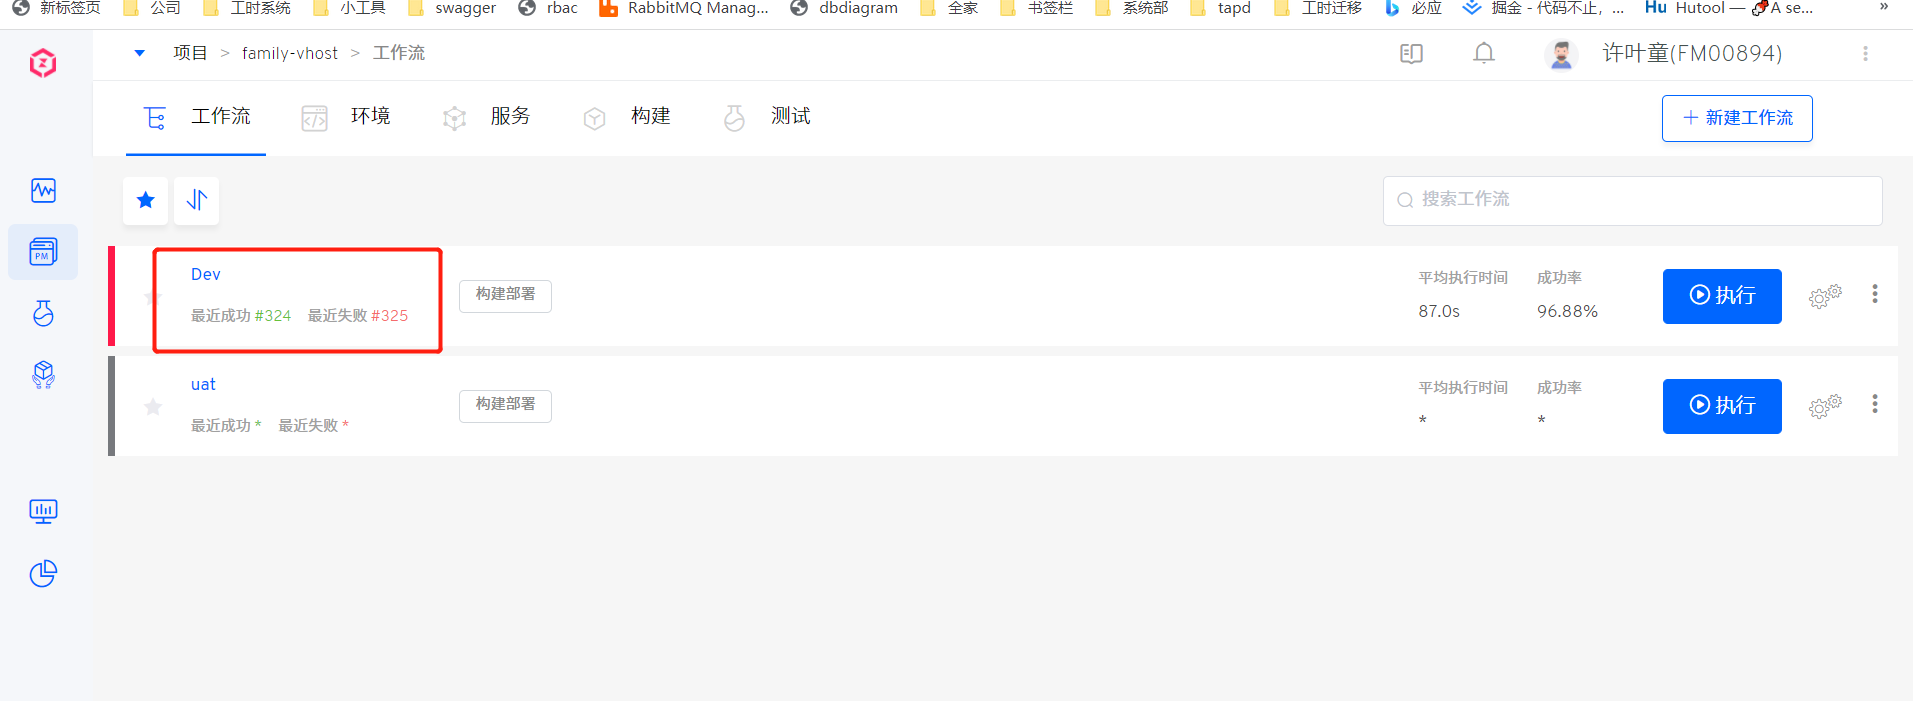 新标签页 公司 工时系统 小工具 swagger rbac RabbitMQ Manag... dbdiagram 全家 书签栏 系统部 tapd 工时迁移 必应 掘金 - 代码不止, ... Hu Hutool — A se... »
项目 > family-vhost > 工作流 许叶童(FM00894)
工作流 环境 服务 构建 测试 + 新建工作流
搜索工作流
PM
Dev
最近成功 #324 最近失败 #325
构建部署
平均执行时间 成功率
87.0s 96.88%
执行
uat
最近成功 * 最近失败 *
构建部署
平均执行时间 成功率
* *
执行